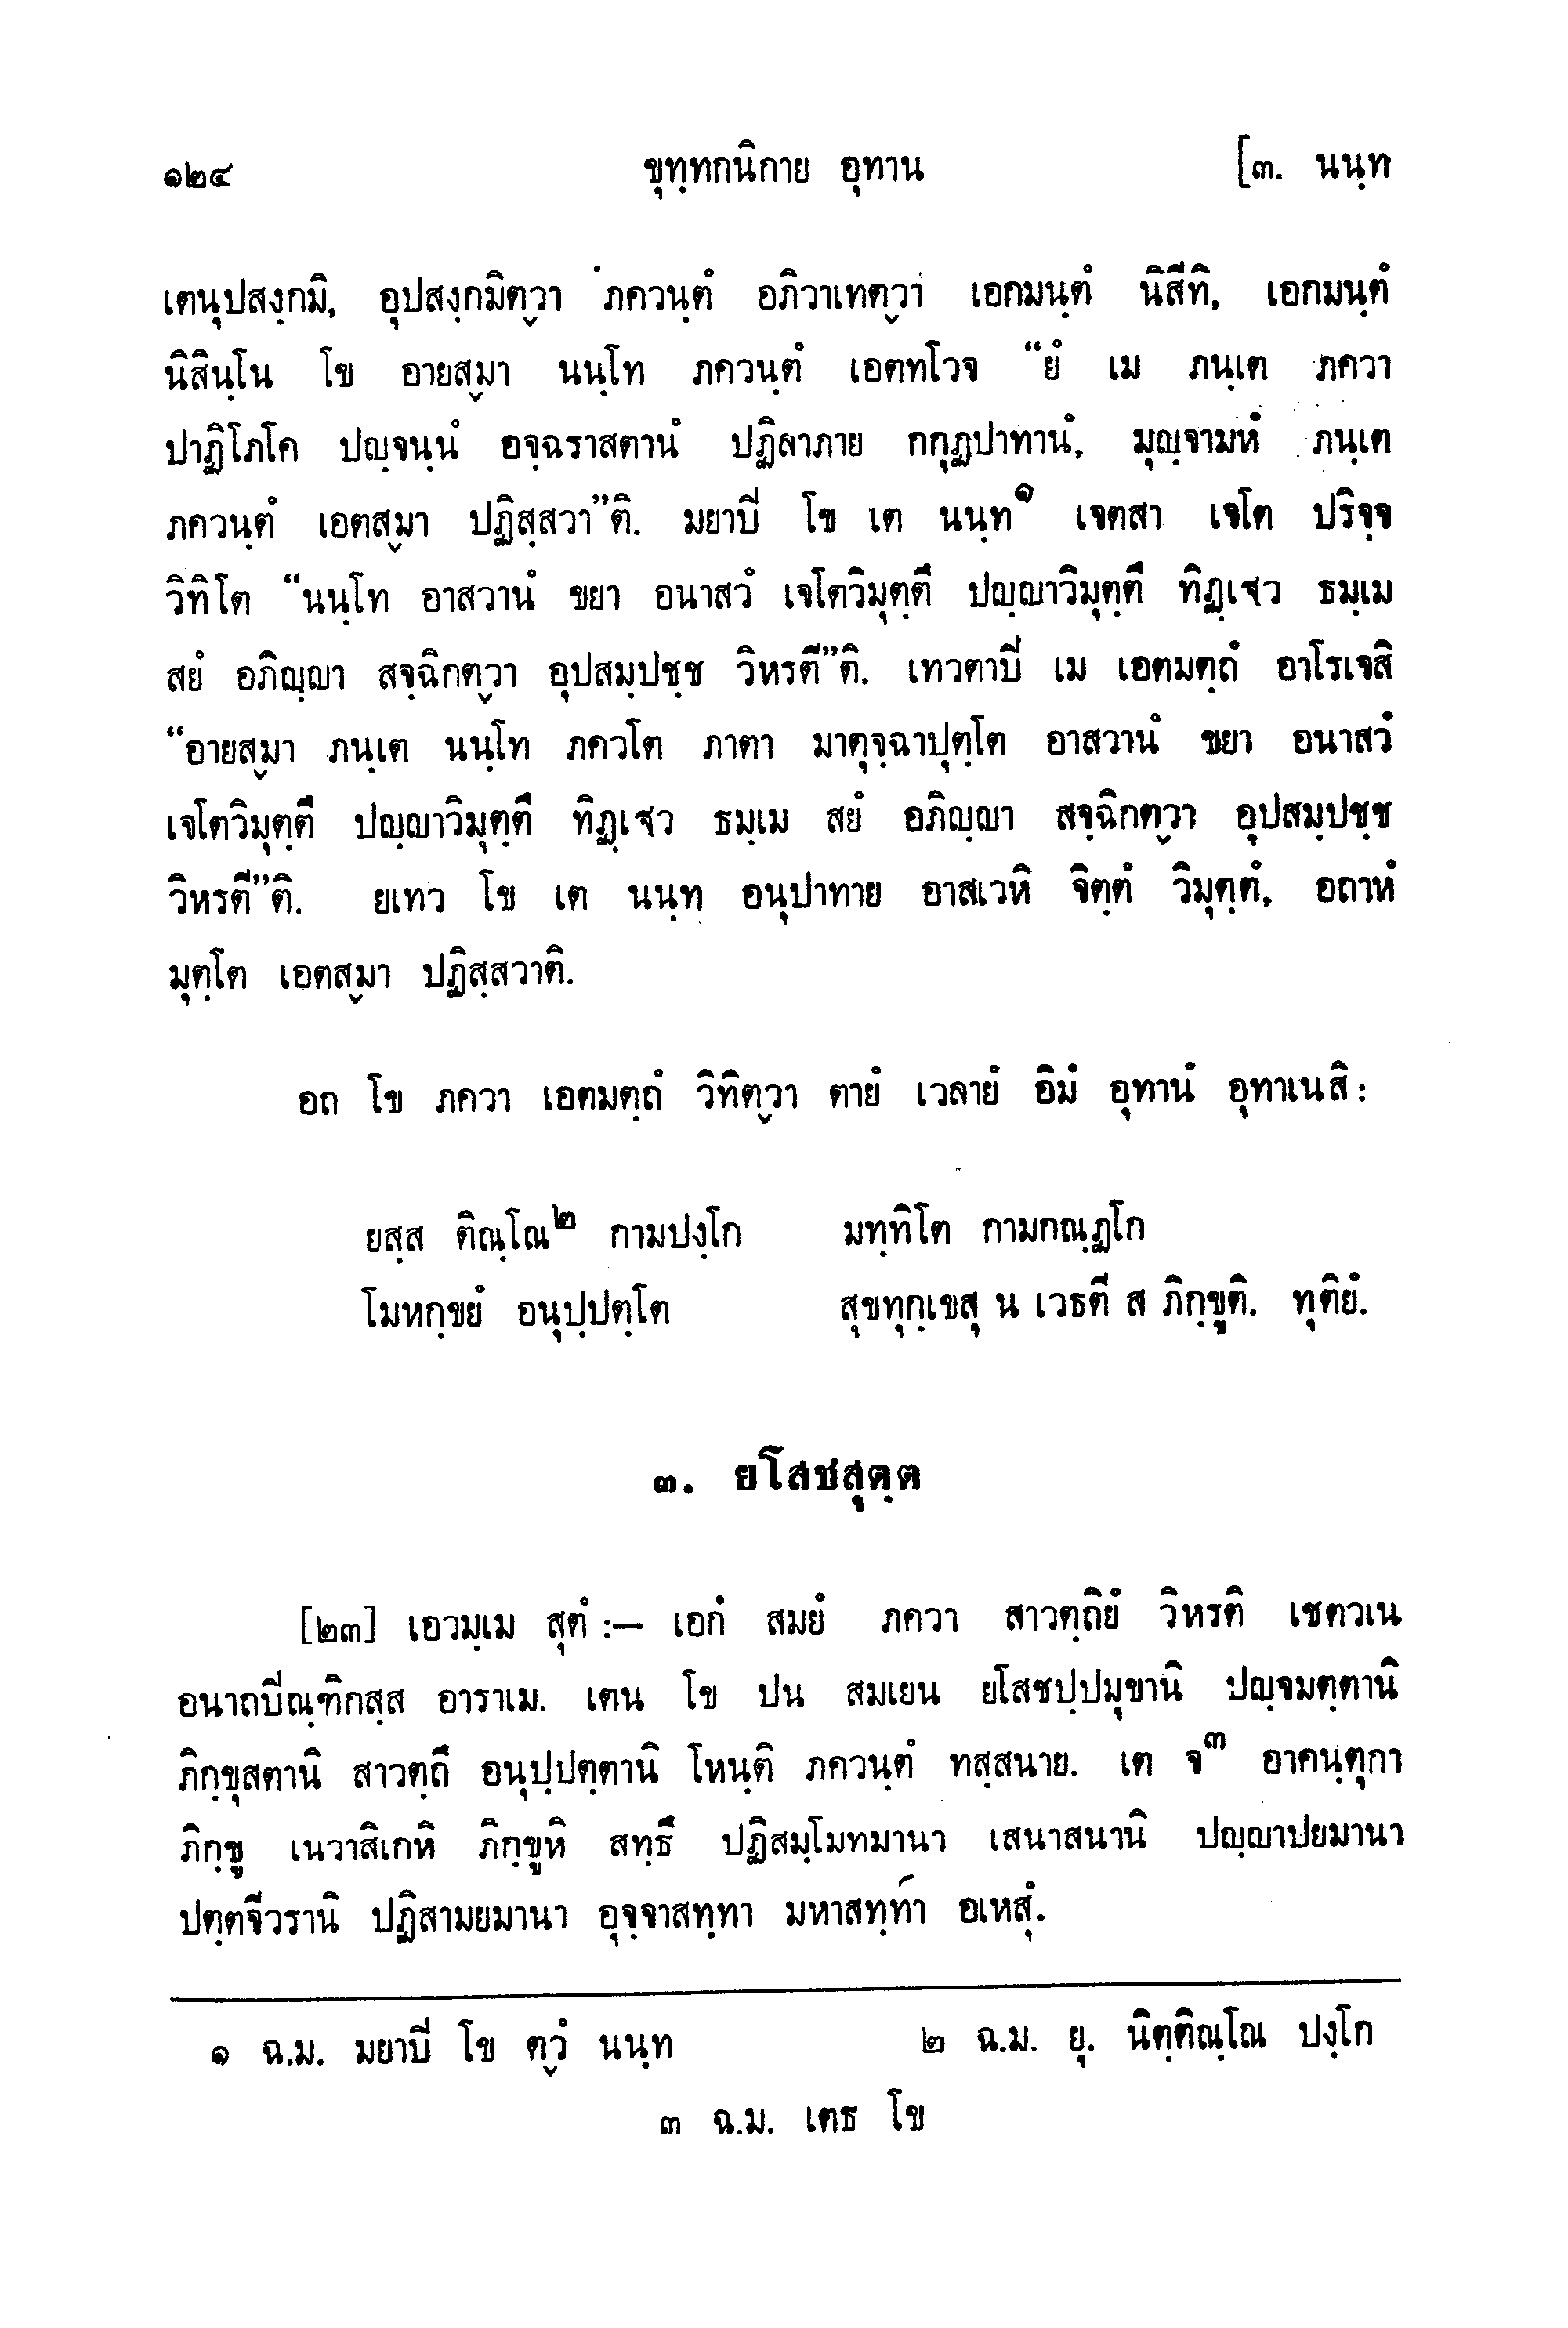 ๑๒๔ ขุทฺทกนิกาย อุทาน [๓. นนฺท
เตนุปสงฺกมิ, อุปสงฺกมิตฺวา ภควนฺตํ อภิวาเทตฺวา เอกมนฺตํ นิสีทิ, เอกมนฺตํ
นิสินฺโน โข อายสฺมา นนฺโท ภควนฺตํ เอตทโวจ “ยํ เม ภนฺเต ภควา
ปาฏิโภโค ปญฺจนฺนํ อจฺฉราสตานํ ปฏิลาภาย กกุฏปาทานํ, มุญฺจามหํ ภนฺเต
ภควนฺตํ เอตสฺมา ปฏิสฺสวา”ติ. มยาปี โข เต นนฺท๑ เจตสา เจโต ปริจฺจ
วิทิโต “นนฺโท อาสวานํ ขยา อนาสวํ เจโตวิมุตฺตึ ปญฺญาวิมุตฺตึ ทิฏฺเฐว ธมฺเม
สยํ อภิญฺญา สจฺฉิกตฺวา อุปสมฺปชฺช วิหรตี”ติ. เทวตาปี เม เอตมตฺถํ อาโรเจสิ
“อายสฺมา ภนฺเต นนฺโท ภควโต ภาตา มาตุจฺฉาปุตฺโต อาสวานํ ขยา อนาสวํ
เจโตวิมุตฺตึ ปญฺญาวิมุตฺตึ ทิฏฺเฐว ธมฺเม สยํ อภิญฺญา สจฺฉิกตฺวา อุปสมฺปชฺช
วิหรตี”ติ. ยเทว โข เต นนฺท อนุปาทาย อาสเวหิ จิตฺตํ วิมุตฺตํ, อถาหํ
มุตฺโต เอตสฺมา ปฏิสฺสวาติ.
อถ โข ภควา เอตมตฺถํ วิทิตฺวา ตายํ เวลายํ อิมํ อุทานํ อุทาเนสิ:
ยสฺส ติณฺโณ๒ กามปงฺโก มทฺทิโต กามกณฺฏโก
โมหกฺขยํ อนุปฺปตฺโต สุขทุกฺเขสุ น เวธตี ส ภิกฺขูติ. ทุติยํ.
๓. ยโสชสุตฺต
[๒๓] เอวมฺเม สุตํ :— เอกํ สมยํ ภควา สาวตฺถิยํ วิหรติ เชตวเน
อนาถปิณฺฑิกสฺส อาราเม. เตน โข ปน สมเยน ยโสชปฺปมุขานิ ปญฺจมตฺตานิ
ภิกฺขุสตานิ สาวตฺถึ อนุปฺปตฺตานิ โหนฺติ ภควนฺตํ ทสฺสนาย. เต จ๓ อาคนฺตุกา
ภิกฺขู เนวาสิเกหิ ภิกฺขูหิ สทฺธึ ปฏิสมฺโมทมานา เสนาสนานิ ปญฺญาปยมานา
ปตฺตจีวรานิ ปฏิสามยมานา อุจฺจาสทฺทา มหาสทฺทา อเหสุํ.
๑ ฉ.ม. มยาปี โข ตฺวํ นนฺท ๒ ฉ.ม. ยุ. นิตฺติณฺโณ ปงฺโก
๓ ฉ.ม. เตธ โข